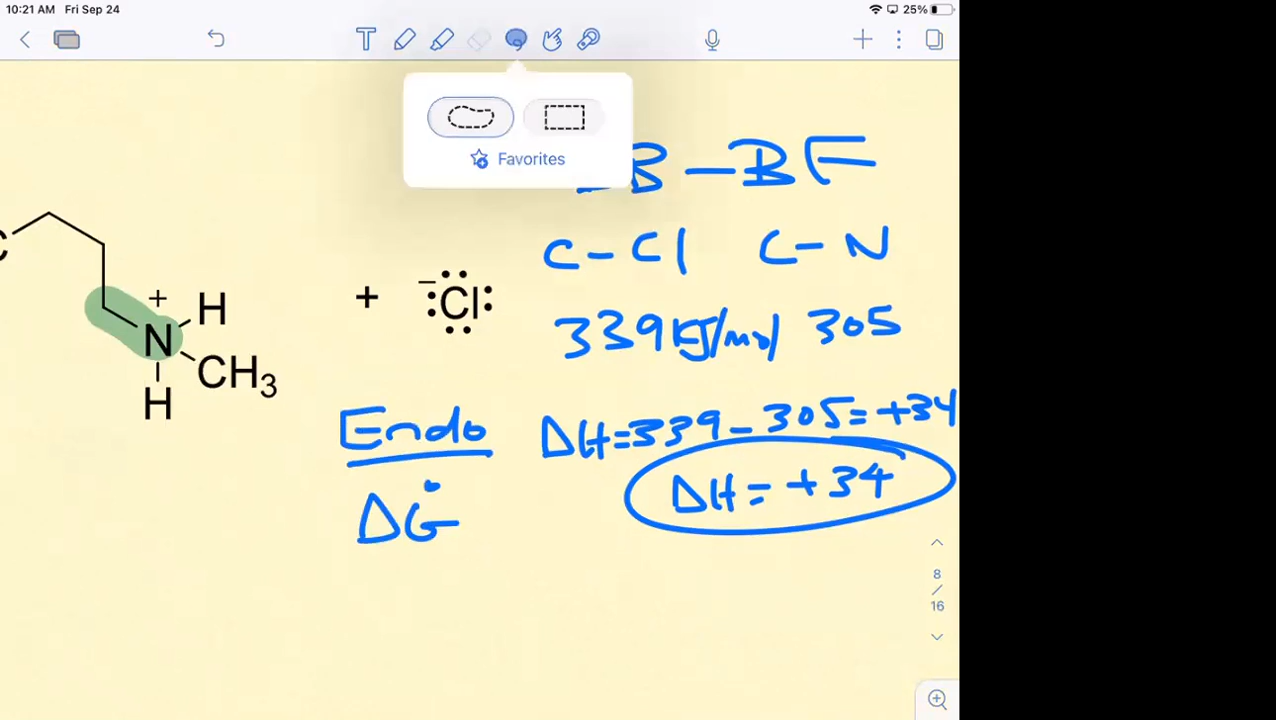 10:21 AM Fri Sep 24
25%
T
Favorites
B – BF
C – Cl C – N
339 kJ/mol 305
C
+
N
H
CH3
H
+
– :Cl:
Endo
ΔH = 339 – 305 = +34
ΔH = +34
ΔG°
8
/
16